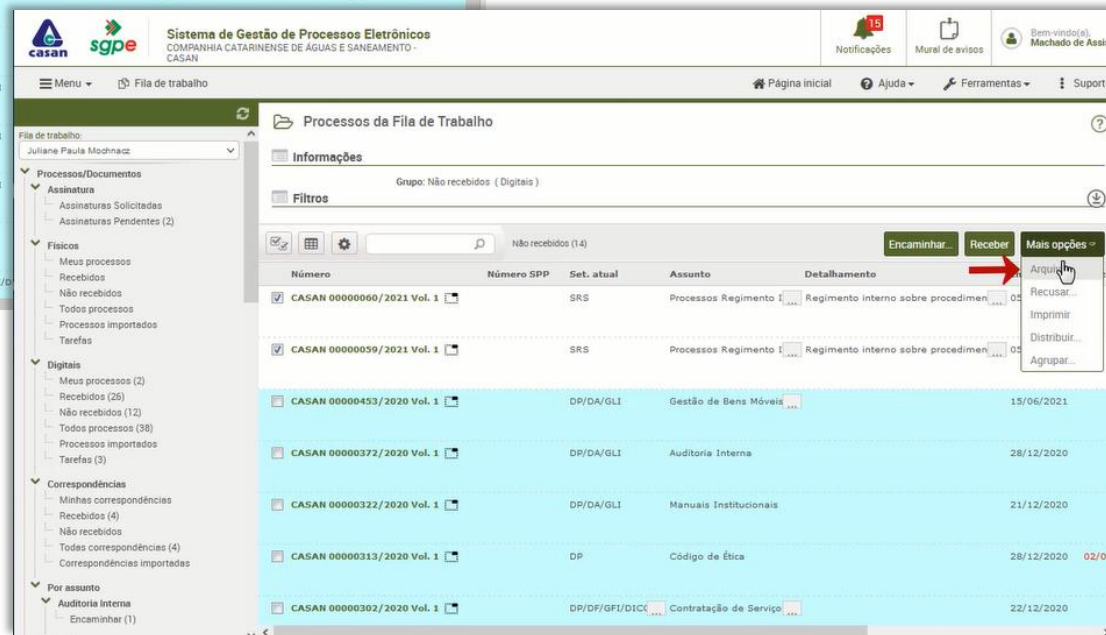 casan
sgpe
Sistema de Gestão de Processos Eletrônicos
COMPANHIA CATARINENSE DE ÁGUAS E SANEAMENTO -
CASAN
15
Notificações
Mural de avisos
Bem-vindo(a),
Machado de Assi
Menu
Fila de trabalho
Página inicial
Ajuda
Ferramentas
Suport
Fila de trabalho:
Juliane Paula Mochnacz
Processos/Documentos
Assinatura
Assinaturas Solicitadas
Assinaturas Pendentes (2)
Físicos
Meus processos
Recebidos
Não recebidos
Todos processos
Processos importados
Tarefas
Digitais
Meus processos (2)
Recebidos (26)
Não recebidos (12)
Todos processos (38)
Processos importados
Tarefas (3)
Correspondências
Minhas correspondências
Recebidos (4)
Não recebidos
Todas correspondências (4)
Correspondências importadas
Por assunto
Auditoria Interna
Encaminhar (1)
Processos da Fila de Trabalho
?
Informações
Grupo: Não recebidos ( Digitais )
Filtros
Não recebidos (14)
Encaminhar...
Receber
Mais opções
Recusar...
Imprimir
Distribuir...
Agrupar...
Número Número SPP Set. atual Assunto Detalhamento
CASAN 00000060/2021 Vol. 1 SRS Processos Regimento I ... Regimento interno sobre procedimen ... 05
CASAN 00000059/2021 Vol. 1 SRS Processos Regimento I ... Regimento interno sobre procedimen ... 05
CASAN 00000453/2020 Vol. 1 DP/DA/GLI Gestão de Bens Móveis ... 15/06/2021
CASAN 00000372/2020 Vol. 1 DP/DA/GLI Auditoria Interna 28/12/2020
CASAN 00000322/2020 Vol. 1 DP/DA/GLI Manuais Institucionais 21/12/2020
CASAN 00000313/2020 Vol. 1 DP Código de Ética 28/12/2020 02/0
CASAN 00000302/2020 Vol. 1 DP/DF/GFI/DICO ... Contratação de Serviço ... 22/12/2020